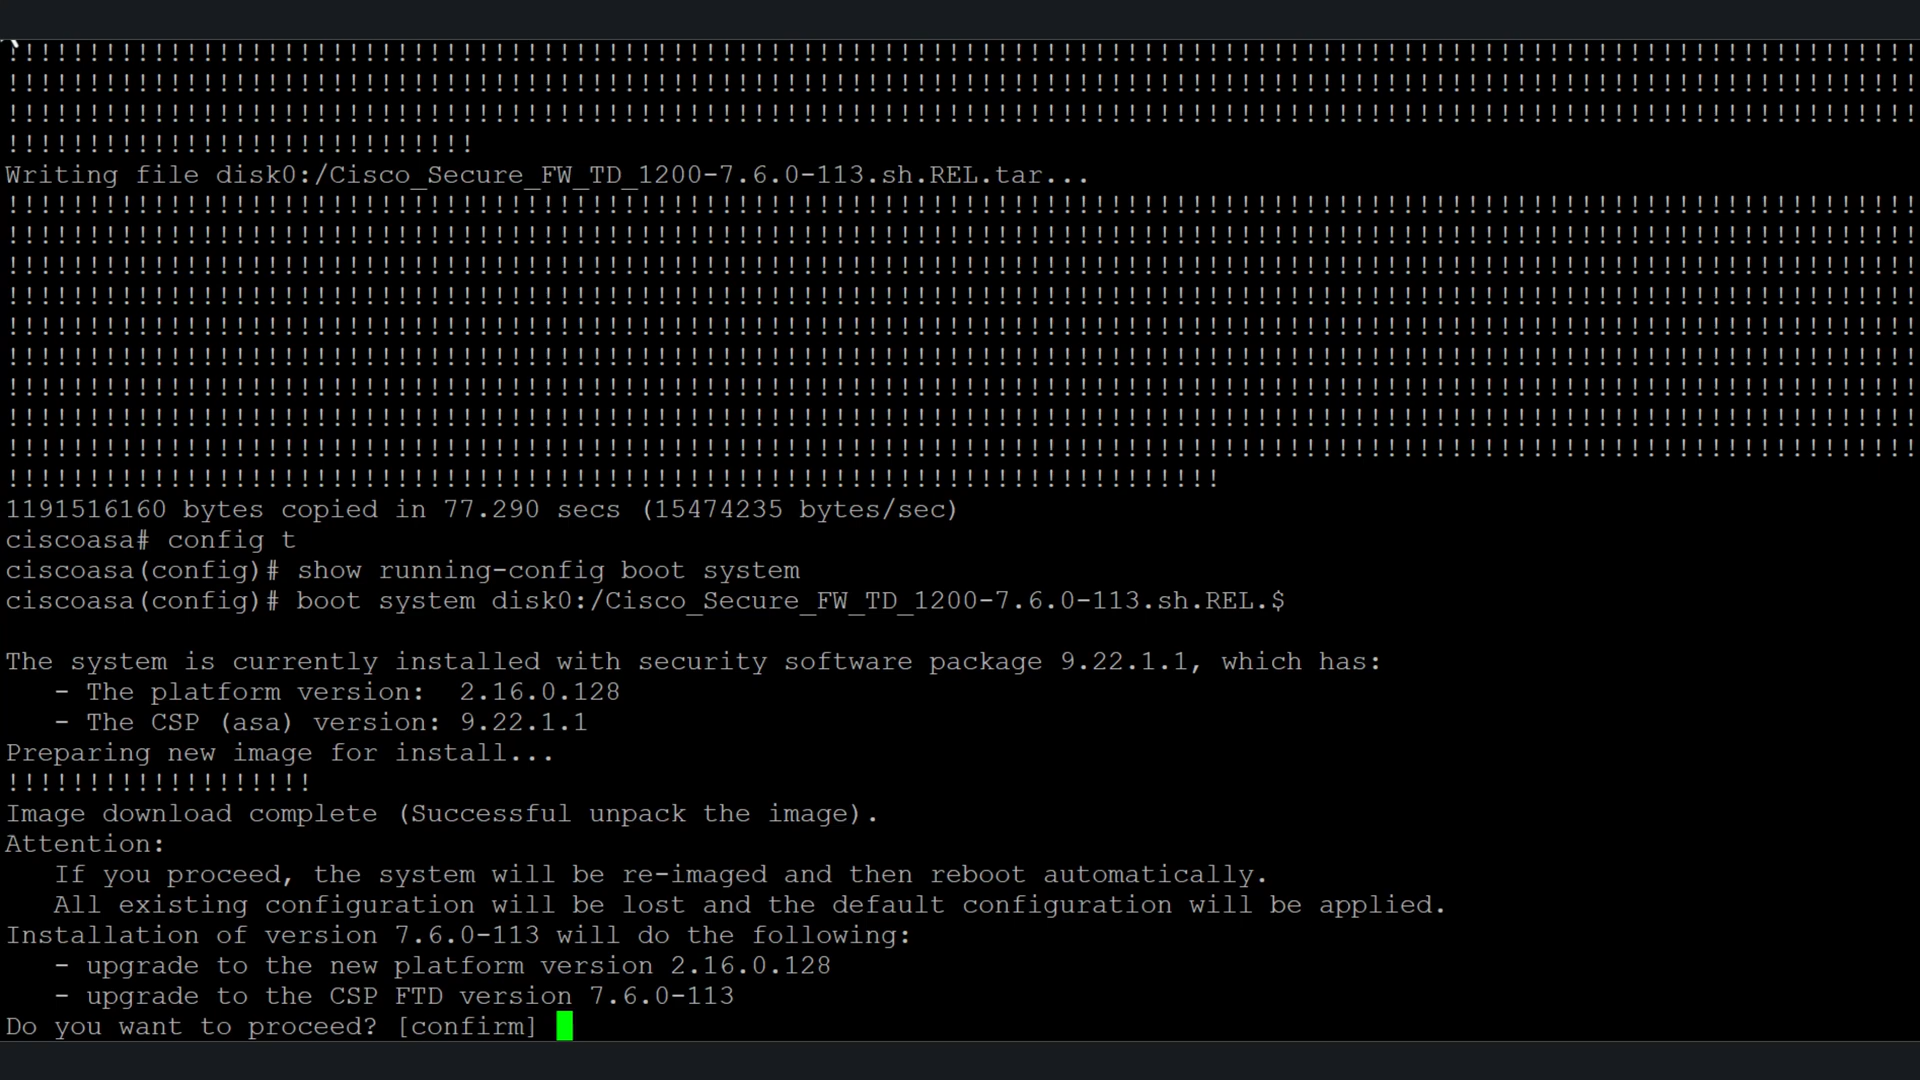 !!!!!!!!!!!!!!!!!!!!!!!!!!!!!!!!!!!!!!!!!!!!!!!!!!!!!!!!!!!!!!!!!!!!!!!!!!!!!!!!!!!!!!!!!!!!!!!!!!!!!!!!!!!!!!!!!!!!!!
!!!!!!!!!!!!!!!!!!!!!!!!!!!!!!!!!!!!!!!!!!!!!!!!!!!!!!!!!!!!!!!!!!!!!!!!!!!!!!!!!!!!!!!!!!!!!!!!!!!!!!!!!!!!!!!!!!!!!!
!!!!!!!!!!!!!!!!!!!!!!!!!!!!!!!!!!!!!!!!!!!!!!!!!!!!!!!!!!!!!!!!!!!!!!!!!!!!!!!!!!!!!!!!!!!!!!!!!!!!!!!!!!!!!!!!!!!!!!
!!!!!!!!!!!!!!!!!!!!!!!!!!!!!
Writing file disk0:/Cisco_Secure_FW_TD_1200-7.6.0-113.sh.REL.tar...
!!!!!!!!!!!!!!!!!!!!!!!!!!!!!!!!!!!!!!!!!!!!!!!!!!!!!!!!!!!!!!!!!!!!!!!!!!!!!!!!!!!!!!!!!!!!!!!!!!!!!!!!!!!!!!!!!!!!!!
!!!!!!!!!!!!!!!!!!!!!!!!!!!!!!!!!!!!!!!!!!!!!!!!!!!!!!!!!!!!!!!!!!!!!!!!!!!!!!!!!!!!!!!!!!!!!!!!!!!!!!!!!!!!!!!!!!!!!!
!!!!!!!!!!!!!!!!!!!!!!!!!!!!!!!!!!!!!!!!!!!!!!!!!!!!!!!!!!!!!!!!!!!!!!!!!!!!!!!!!!!!!!!!!!!!!!!!!!!!!!!!!!!!!!!!!!!!!!
!!!!!!!!!!!!!!!!!!!!!!!!!!!!!!!!!!!!!!!!!!!!!!!!!!!!!!!!!!!!!!!!!!!!!!!!!!!!!!!!!!!!!!!!!!!!!!!!!!!!!!!!!!!!!!!!!!!!!!
!!!!!!!!!!!!!!!!!!!!!!!!!!!!!!!!!!!!!!!!!!!!!!!!!!!!!!!!!!!!!!!!!!!!!!!!!!!!!!!!!!!!!!!!!!!!!!!!!!!!!!!!!!!!!!!!!!!!!!
!!!!!!!!!!!!!!!!!!!!!!!!!!!!!!!!!!!!!!!!!!!!!!!!!!!!!!!!!!!!!!!!!!!!!!!!!!!!!!!!!!!!!!!!!!!!!!!!!!!!!!!!!!!!!!!!!!!!!!
!!!!!!!!!!!!!!!!!!!!!!!!!!!!!!!!!!!!!!!!!!!!!!!!!!!!!!!!!!!!!!!!!!!!!!!!!!!!!!!!!!!!!!!!!!!!!!!!!!!!!!!!!!!!!!!!!!!!!!
!!!!!!!!!!!!!!!!!!!!!!!!!!!!!!!!!!!!!!!!!!!!!!!!!!!!!!!!!!!!!!!!!!!!!!!!!!!!!!!!!!!!!!!!!!!!!!!!!!!!!!!!!!!!!!!!!!!!!!
!!!!!!!!!!!!!!!!!!!!!!!!!!!!!!!!!!!!!!!!!!!!!!!!!!!!!!!!!!!!!!!!!!!!!!!!!!!!!!!!!!!!!!!!!!!!!!!!!!!!!!!!!!!!!!!!!!!!!!
!!!!!!!!!!!!!!!!!!!!!!!!!!!!!!!!!!!!!!!!!!!!!!!!!!!!!!!!!!!!!!!!!!!!!!!!!!!
1191516160 bytes copied in 77.290 secs (15474235 bytes/sec)
ciscoasa# config t
ciscoasa(config)# show running-config boot system
ciscoasa(config)# boot system disk0:/Cisco_Secure_FW_TD_1200-7.6.0-113.sh.REL.$
The system is currently installed with security software package 9.22.1.1, which has:
- The platform version: 2.16.0.128
- The CSP (asa) version: 9.22.1.1
Preparing new image for install...
!!!!!!!!!!!!!!!!!!!
Image download complete (Successful unpack the image).
Attention:
If you proceed, the system will be re-imaged and then reboot automatically.
All existing configuration will be lost and the default configuration will be applied.
Installation of version 7.6.0-113 will do the following:
- upgrade to the new platform version 2.16.0.128
- upgrade to the CSP FTD version 7.6.0-113
Do you want to proceed? [confirm]